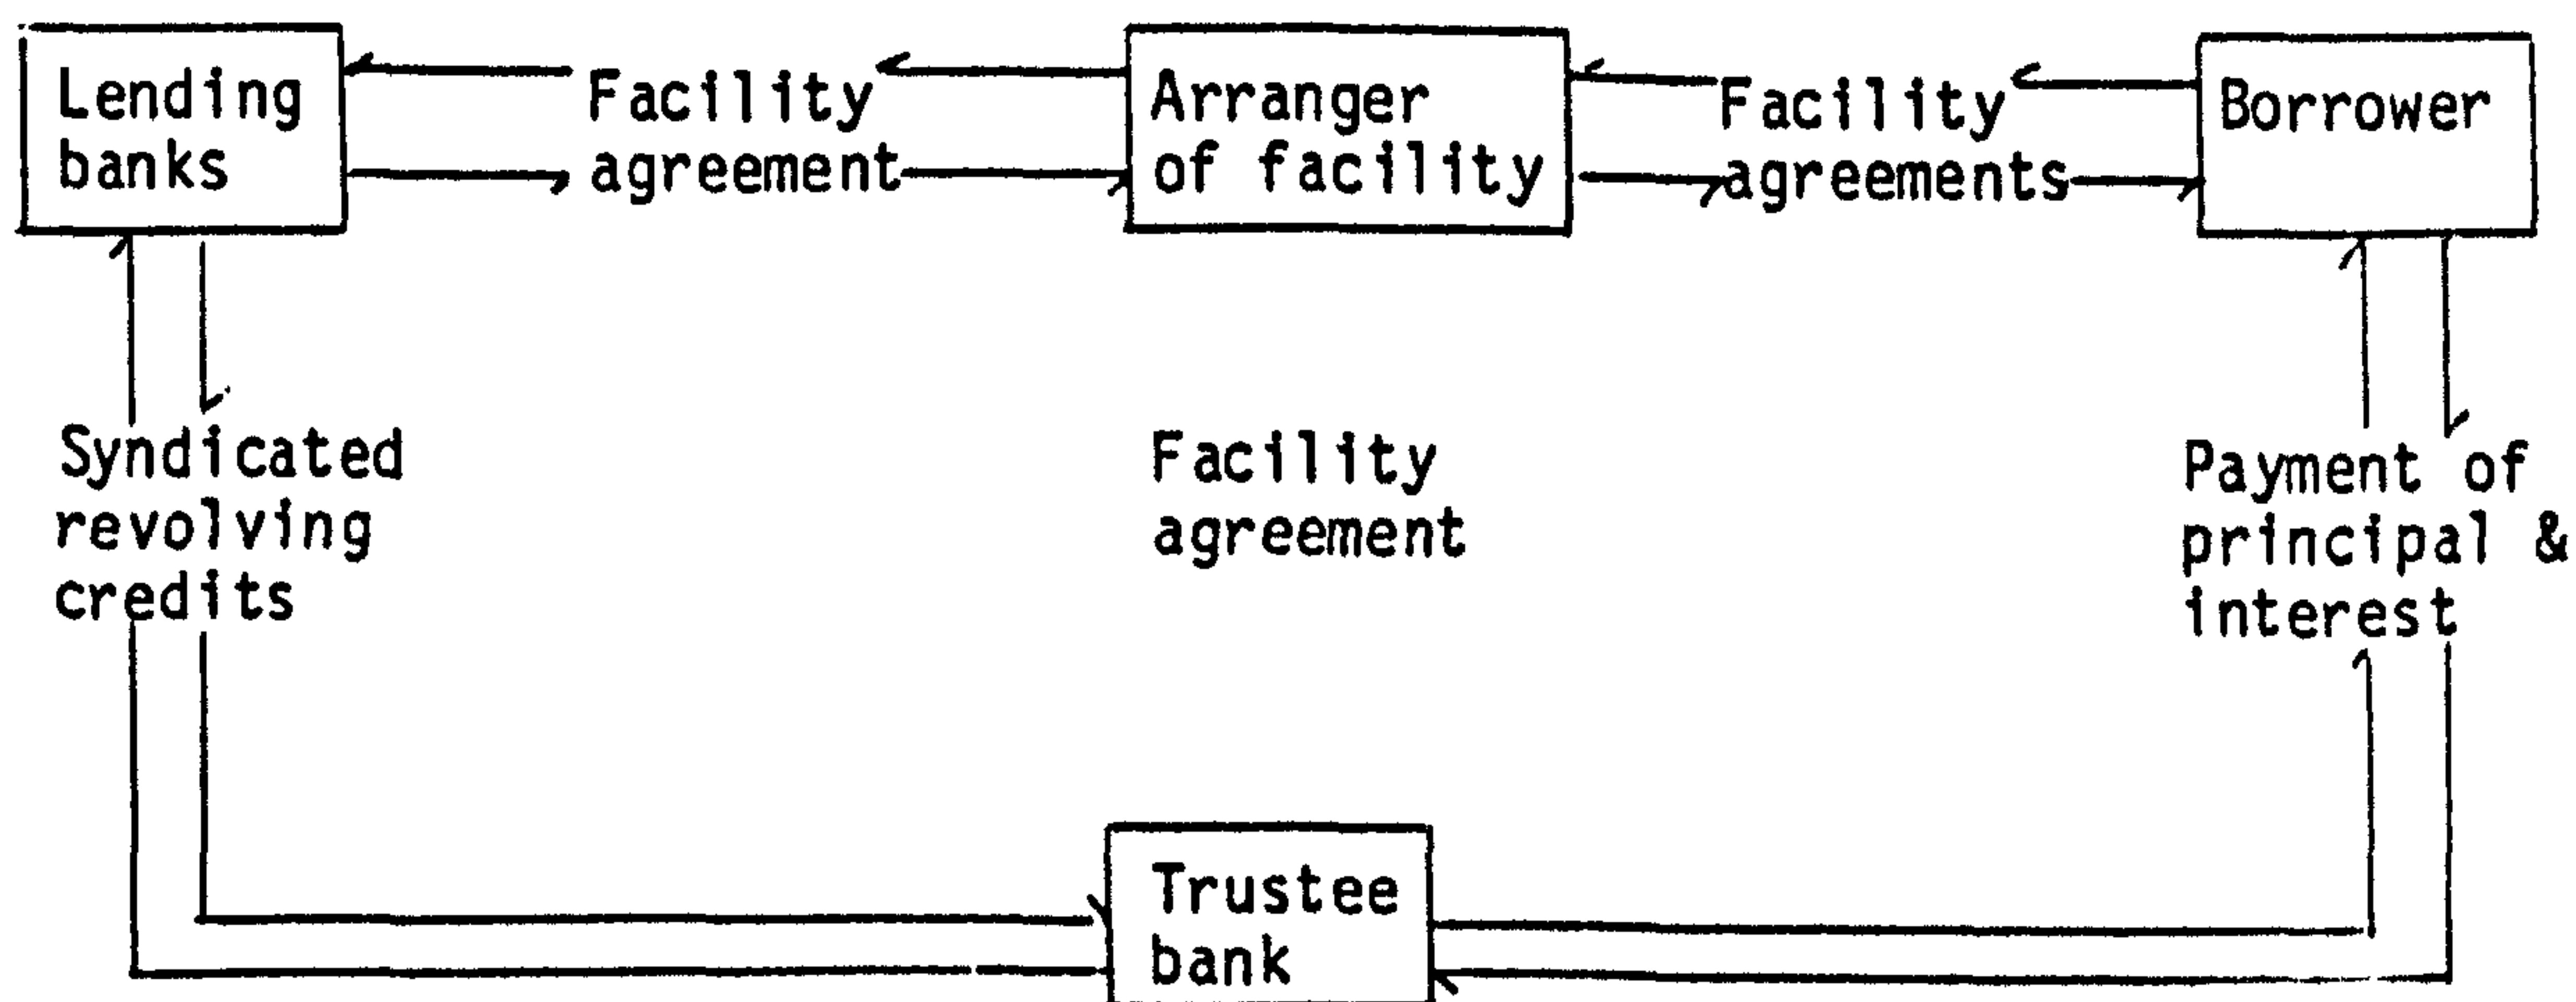 Lending
banks
Facility
agreement
Arranger
of facility
Facility
agreements
Borrower
Syndicated
revolving
credits
Facility
agreement
Payment of
principal &
interest
Trustee
bank